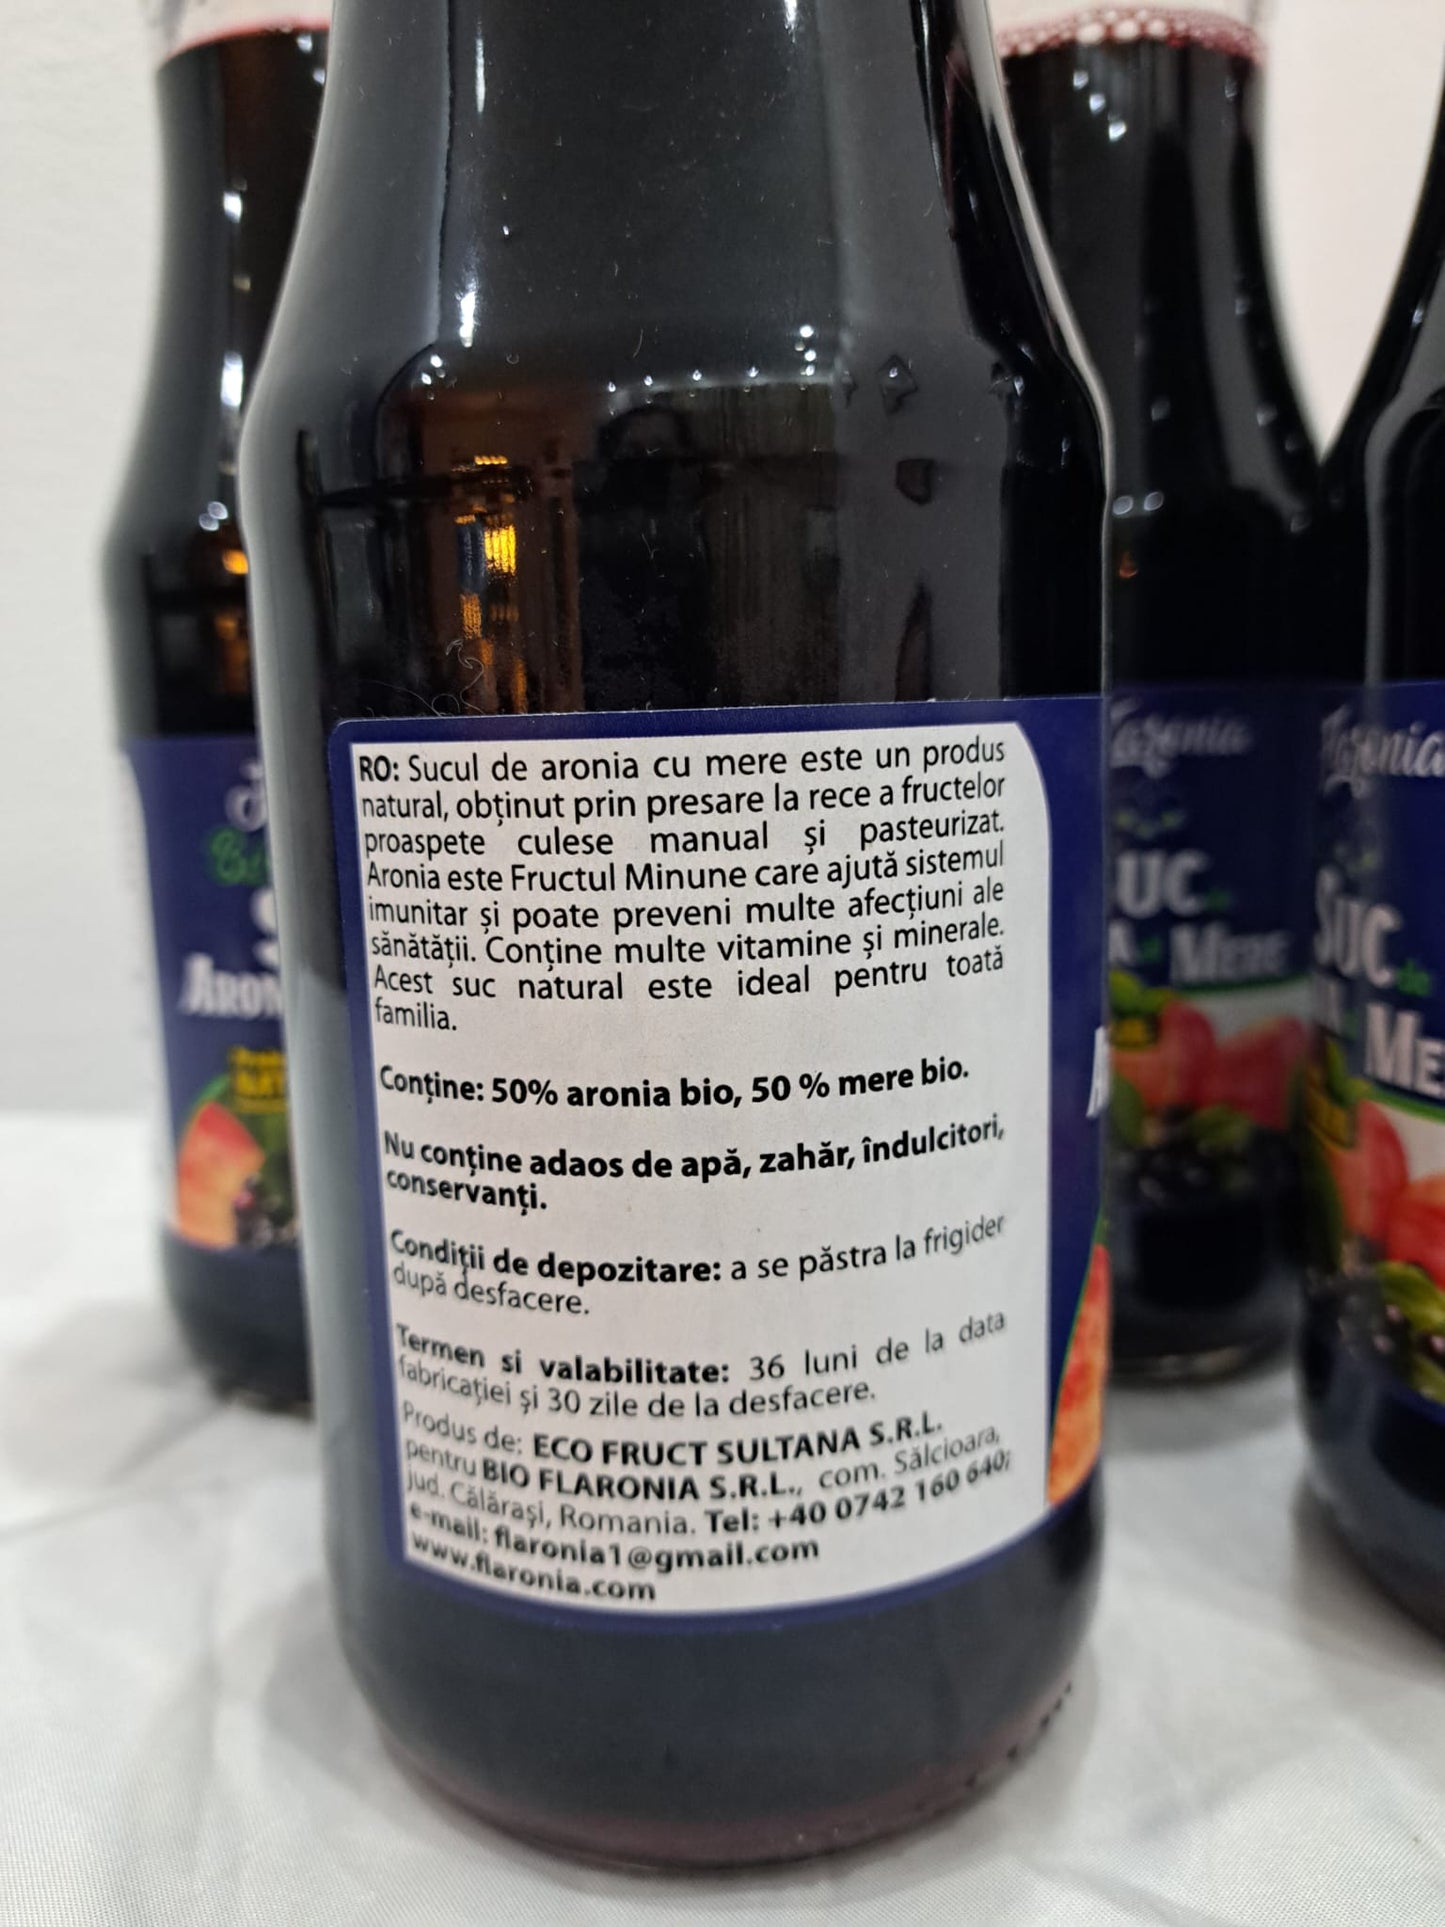 RO: Sucul de aronia cu mere este un produs
natural, obținut prin presare la rece a fructelor
proaspete culese manual și pasteurizat.
Aronia este Fructul Minune care ajută sistemul
imunitar și poate preveni multe afecțiuni ale
sănătății. Conține multe vitamine și minerale.
Acest suc natural este ideal pentru toată
familia.
Conține: 50% aronia bio, 50 % mere bio.
Nu conține adaos de apă, zahăr, îndulcitori,
conservanți.
Condiții de depozitare: a se păstra la frigider
după desfacere.
Termen si valabilitate: 36 luni de la data
fabricației și 30 zile de la desfacere.
Produs de: ECO FRUCT SULTANA S.R.L.
pentru BIO FLARONIA S.R.L., com. Sălcioara,
jud. Călărași, Romania. Tel: +40 0742 160 640;
e-mail: flaronia1@gmail.com
www.flaronia.com
UC
Mere
Suc de